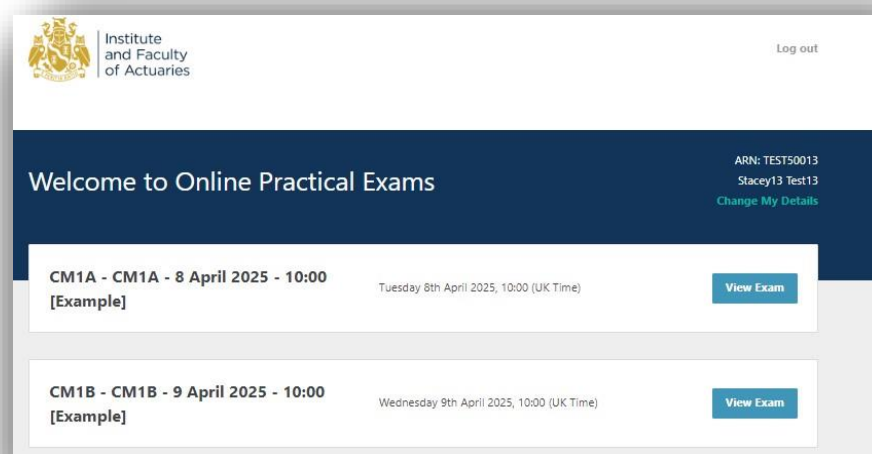 Institute
and Faculty
of Actuaries
Log out
Welcome to Online Practical Exams
ARN: TEST50013
Stacey13 Test13
Change My Details
CM1A - CM1A - 8 April 2025 - 10:00
[Example]
Tuesday 8th April 2025, 10:00 (UK Time)
View Exam
CM1B - CM1B - 9 April 2025 - 10:00
[Example]
Wednesday 9th April 2025, 10:00 (UK Time)
View Exam